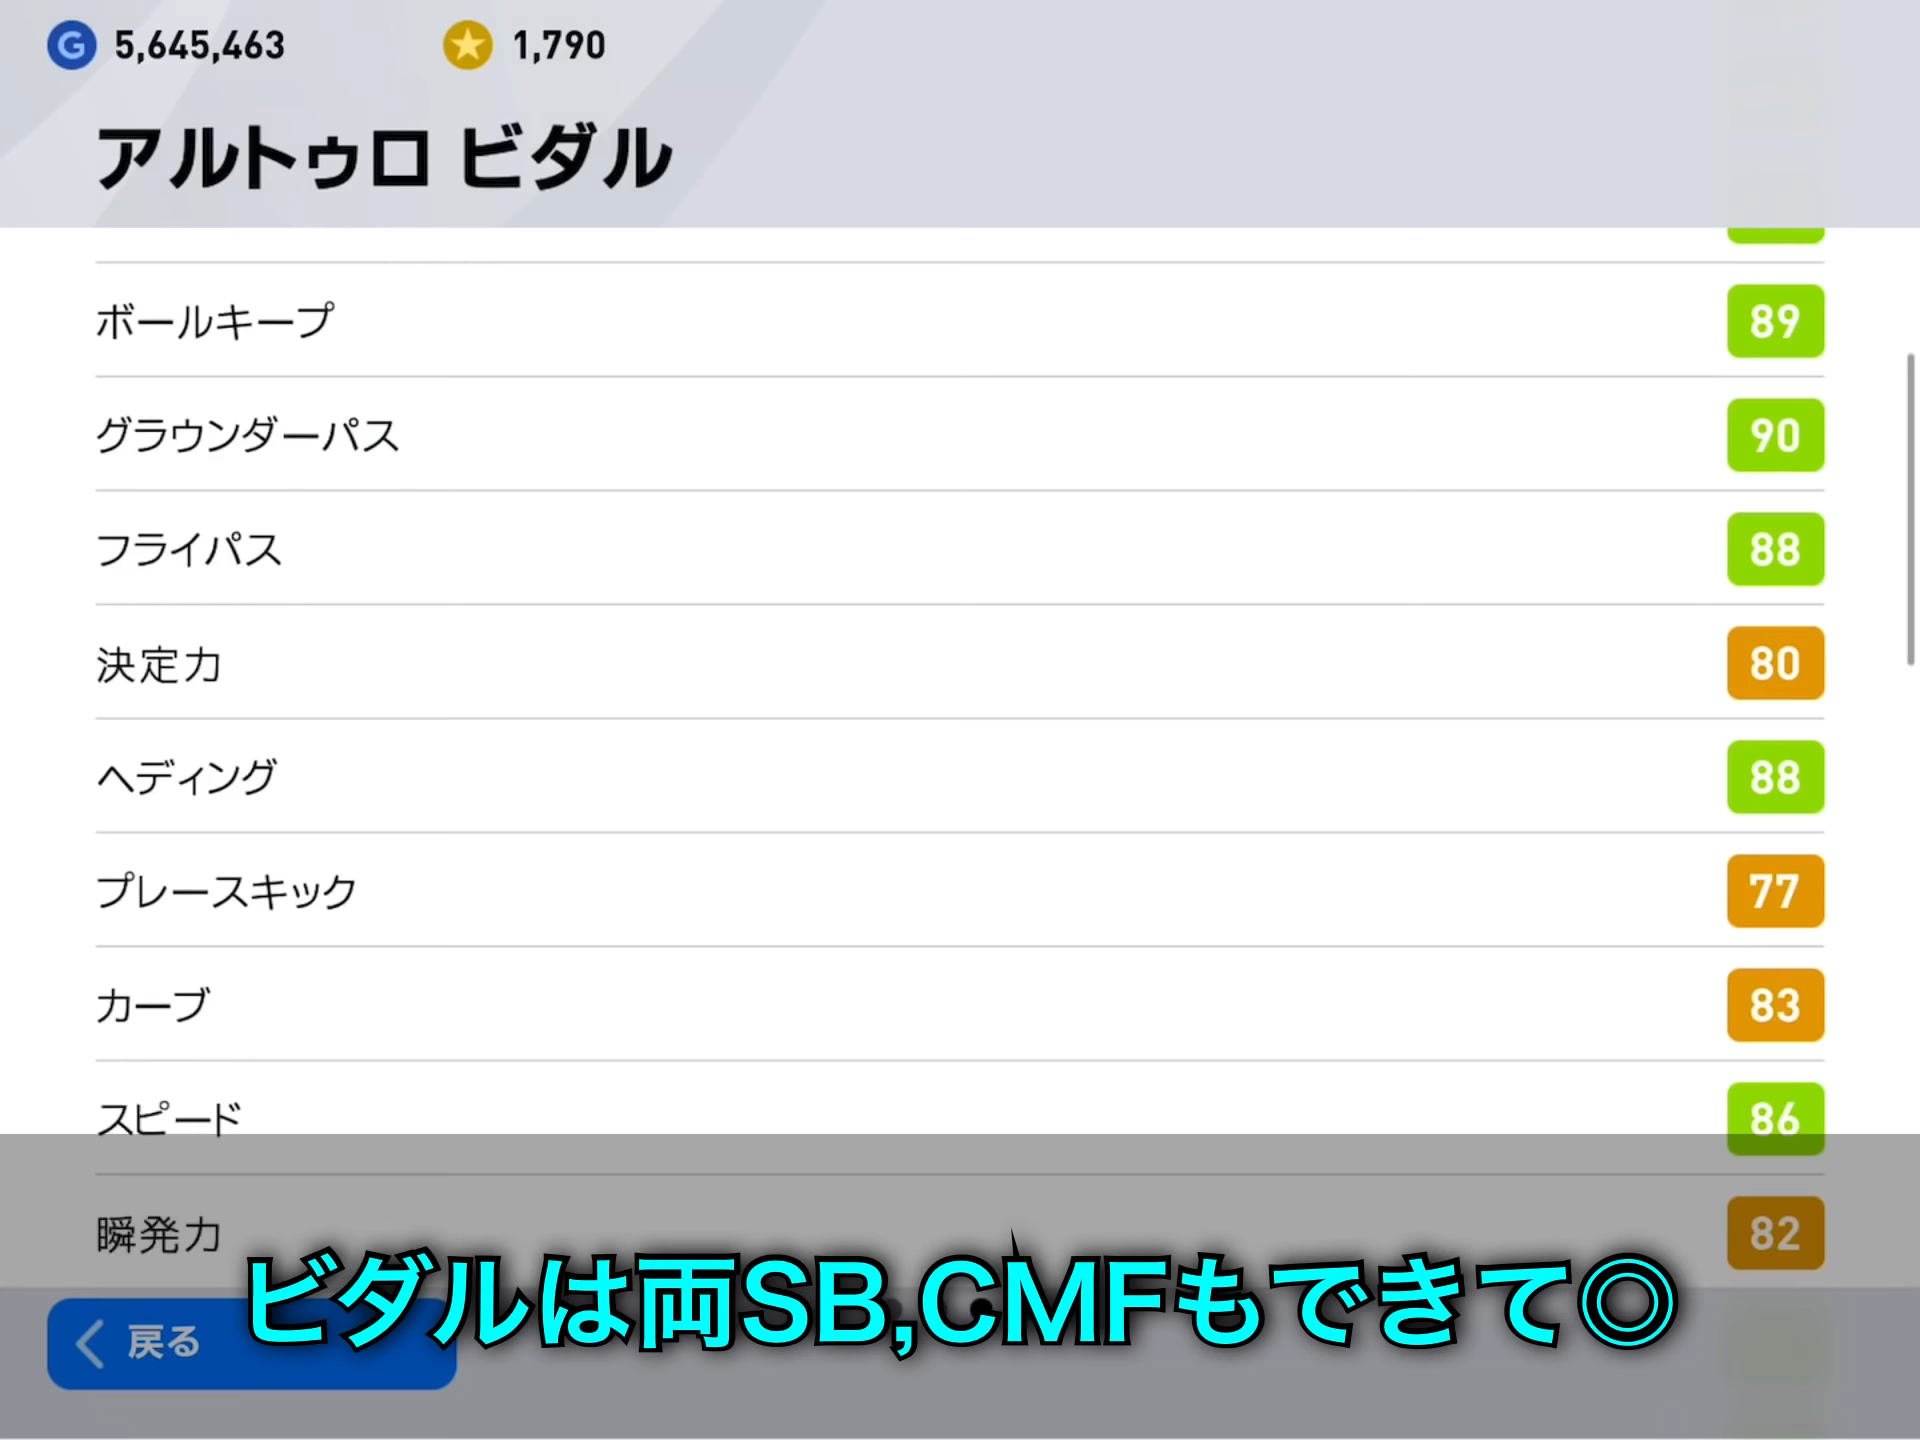 G 5,645,463 1,790
アルトゥロ ビダル
ボールキープ 89
グラウンダーパス 90
フライパス 88
決定力 80
ヘディング 88
プレースキック 77
カーブ 83
スピード 86
瞬発力 82
ビダルは両SB,CMFもできて◎
戻る